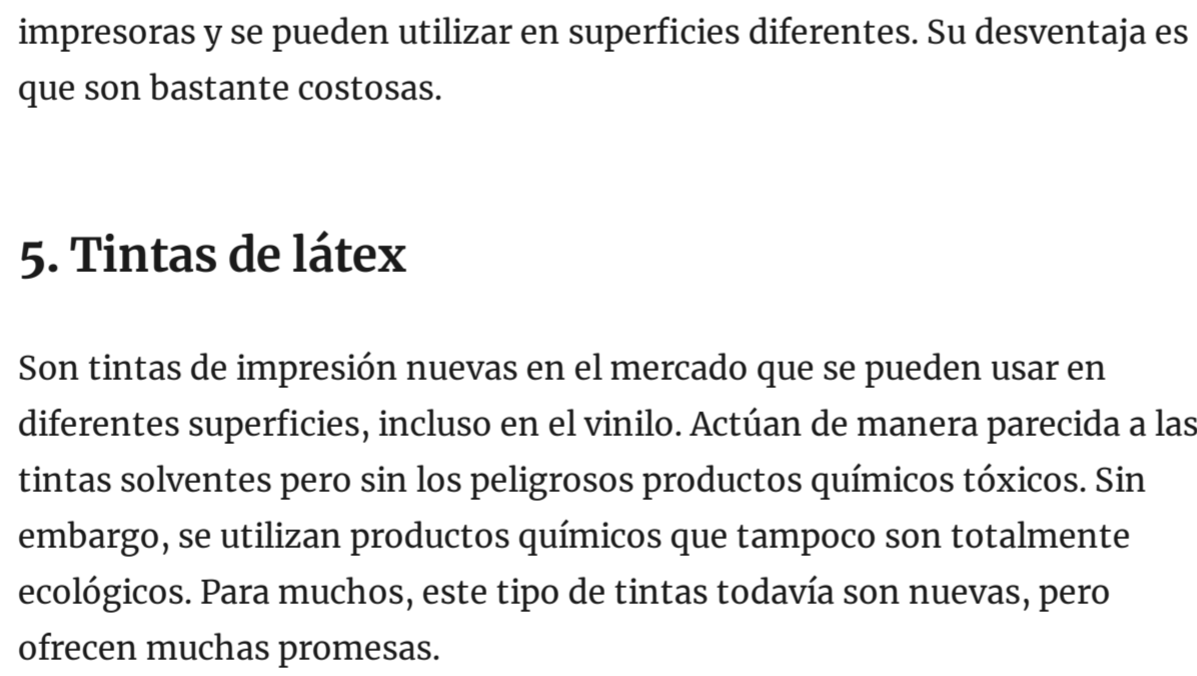 impresoras y se pueden utilizar en superficies diferentes. Su desventaja es
que son bastante costosas.
5. Tintas de látex
Son tintas de impresión nuevas en el mercado que se pueden usar en
diferentes superficies, incluso en el vinilo. Actúan de manera parecida a las
tintas solventes pero sin los peligrosos productos químicos tóxicos. Sin
embargo, se utilizan productos químicos que tampoco son totalmente
ecológicos. Para muchos, este tipo de tintas todavía son nuevas, pero
ofrecen muchas promesas.